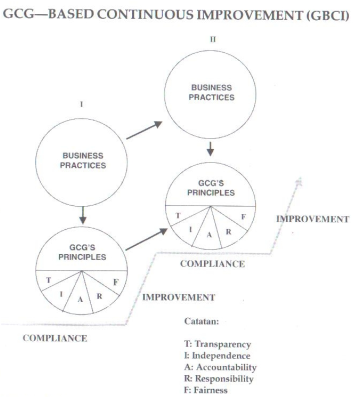 GCG—BASED CONTINUOUS IMPROVEMENT (GBCI)
II
BUSINESS
PRACTICES
I
BUSINESS
PRACTICES
GCG'S
PRINCIPLES
T
I
A
R
F
IMPROVEMENT
COMPLIANCE
GCG'S
PRINCIPLES
T
I
A
R
F
IMPROVEMENT
COMPLIANCE
Catatan:
T: Transparency
I: Independence
A: Accountability
R: Responsibility
F: Fairness